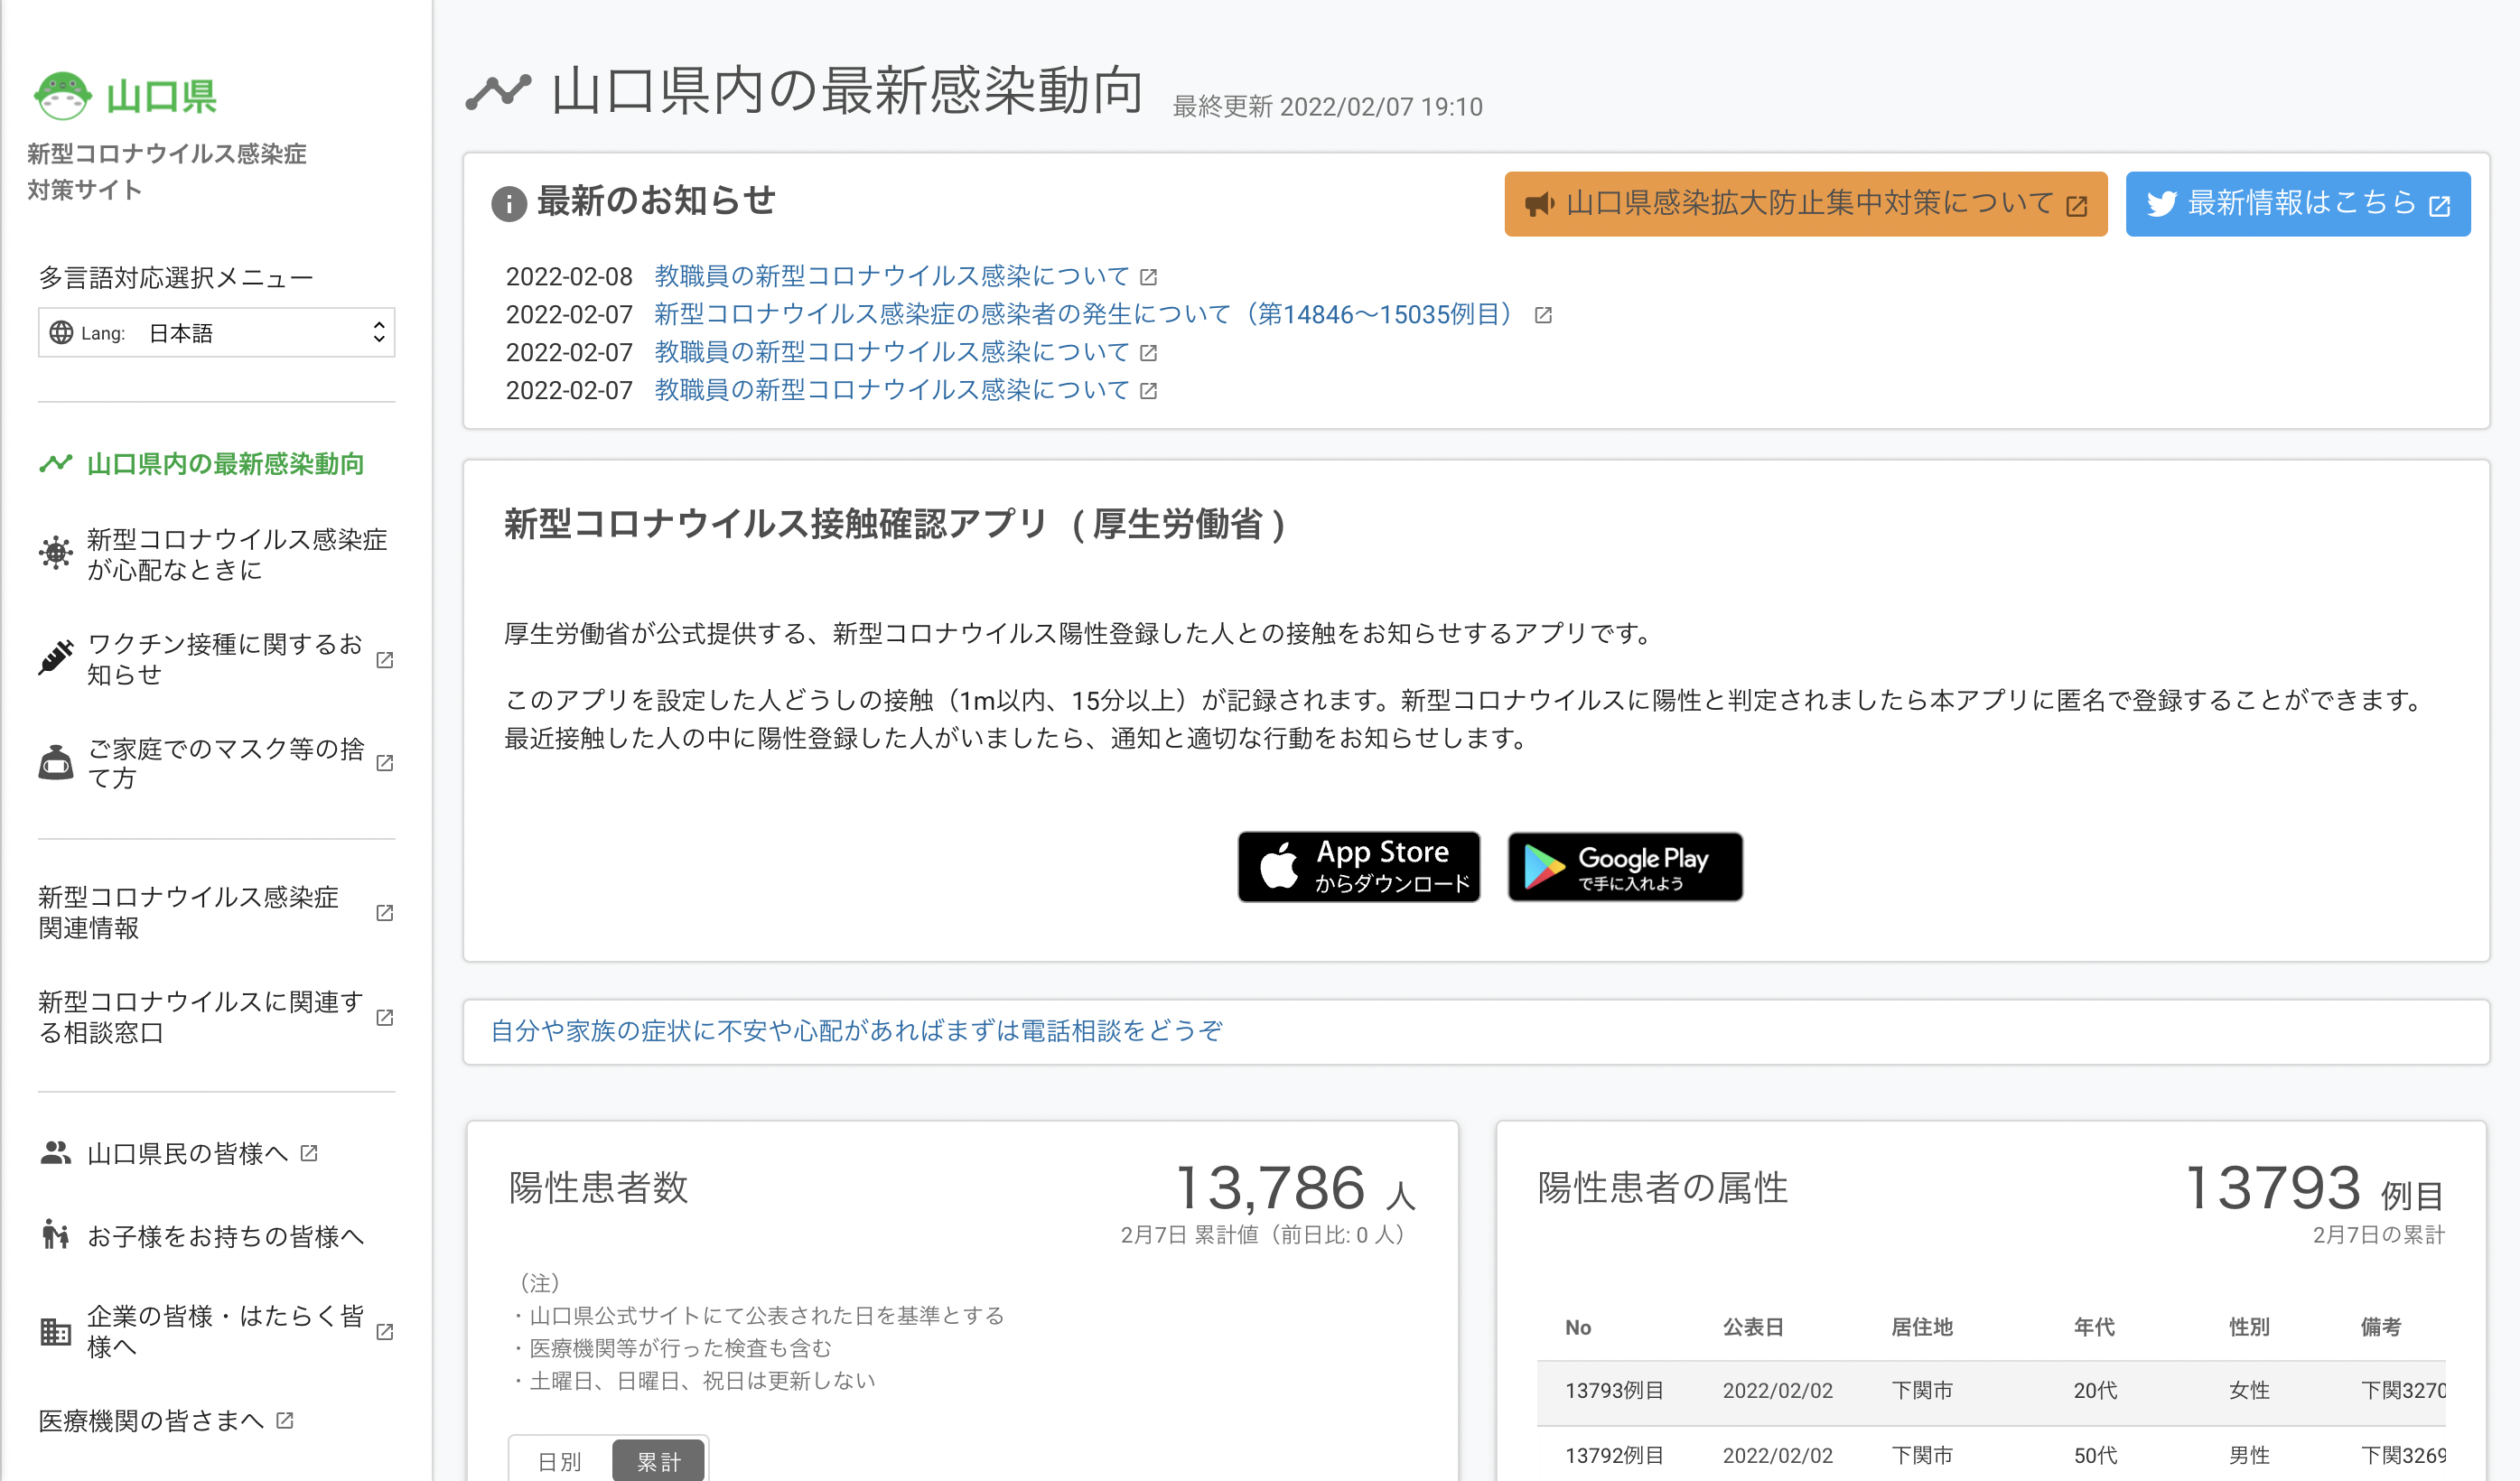 山口県
新型コロナウイルス感染症
対策サイト
多言語対応選択メニュー
Lang: 日本語
山口県内の最新感染動向
新型コロナウイルス感染症
が心配なときに
ワクチン接種に関するお
知らせ
ご家庭でのマスク等の捨
て方
新型コロナウイルス感染症
関連情報
新型コロナウイルスに関連す
る相談窓口
山口県民の皆様へ
お子様をお持ちの皆様へ
企業の皆様・はたらく皆
様へ
医療機関の皆さまへ
山口県内の最新感染動向 最終更新 2022/02/07 19:10
最新のお知らせ
山口県感染拡大防止集中対策について
最新情報はこちら
2022-02-08 教職員の新型コロナウイルス感染について
2022-02-07 新型コロナウイルス感染症の感染者の発生について（第14846〜15035例目）
2022-02-07 教職員の新型コロナウイルス感染について
2022-02-07 教職員の新型コロナウイルス感染について
新型コロナウイルス接触確認アプリ ( 厚生労働省 )
厚生労働省が公式提供する、新型コロナウイルス陽性登録した人との接触をお知らせするアプリです。
このアプリを設定した人どうしの接触（1m以内、15分以上）が記録されます。新型コロナウイルスに陽性と判定されましたら本アプリに匿名で登録することができます。
最近接触した人の中に陽性登録した人がいましたら、通知と適切な行動をお知らせします。
App Store
からダウンロード
Google Play
で手に入れよう
自分や家族の症状に不安や心配があればまずは電話相談をどうぞ
陽性患者数
13,786 人
2月7日 累計値（前日比: 0 人）
（注）
・山口県公式サイトにて公表された日を基準とする
・医療機関等が行った検査も含む
・土曜日、日曜日、祝日は更新しない
日別 累計
陽性患者の属性
13793 例目
2月7日の累計
No 公表日 居住地 年代 性別 備考
13793例目 2022/02/02 下関市 20代 女性 下関3270
13792例目 2022/02/02 下関市 50代 男性 下関3269